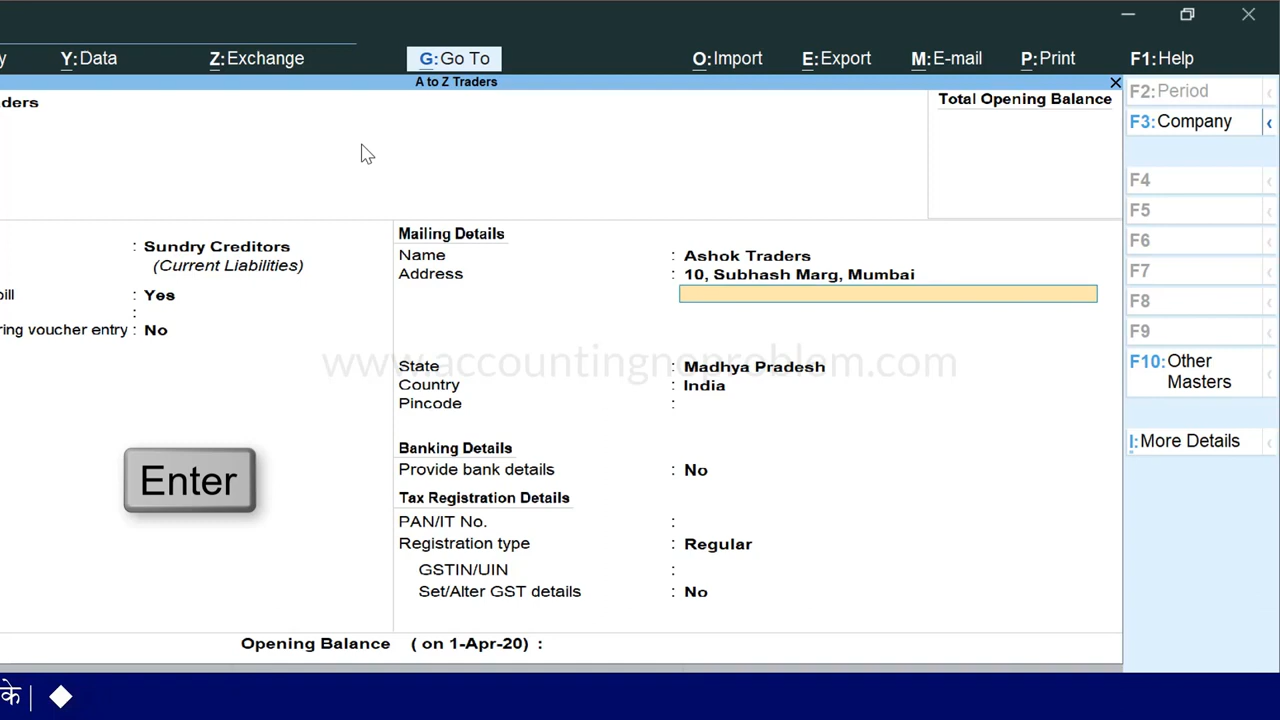 y Y:Data Z:Exchange G:Go To O:Import E:Export M:E-mail P:Print F1:Help
A to Z Traders
ders
Total Opening Balance
F2:Period
F3:Company
F4
F5
F6
F7
F8
F9
F10:Other
Masters
I:More Details
: Sundry Creditors
(Current Liabilities)
ill : Yes
:
ring voucher entry : No
Mailing Details
Name : Ashok Traders
Address : 10, Subhash Marg, Mumbai
www.accountingnoproblem.com
State : Madhya Pradesh
Country : India
Pincode :
Banking Details
Provide bank details : No
Tax Registration Details
PAN/IT No. :
Registration type : Regular
GSTIN/UIN :
Set/Alter GST details : No
Enter
Opening Balance ( on 1-Apr-20) :
के